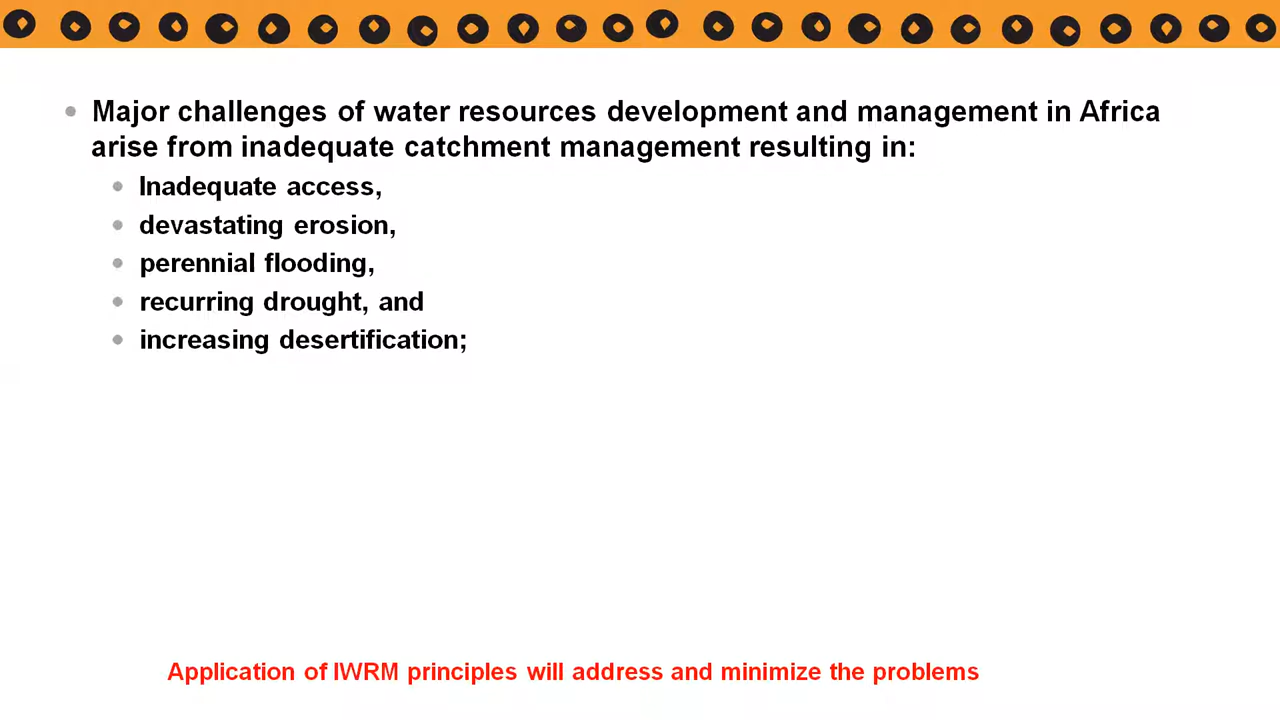 Major challenges of water resources development and management in Africa
arise from inadequate catchment management resulting in:
Inadequate access,
devastating erosion,
perennial flooding,
recurring drought, and
increasing desertification;
Application of IWRM principles will address and minimize the problems